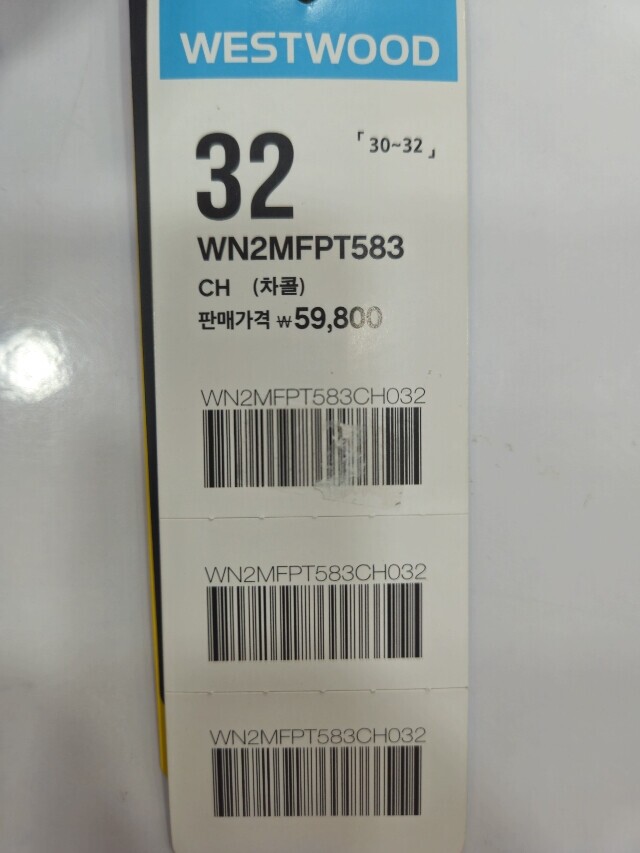 WESTWOOD
32 「30~32」
WN2MFPT583
CH (차콜)
판매가격 ₩59,800
WN2MFPT583CH032
WN2MFPT583CH032
WN2MFPT583CH032